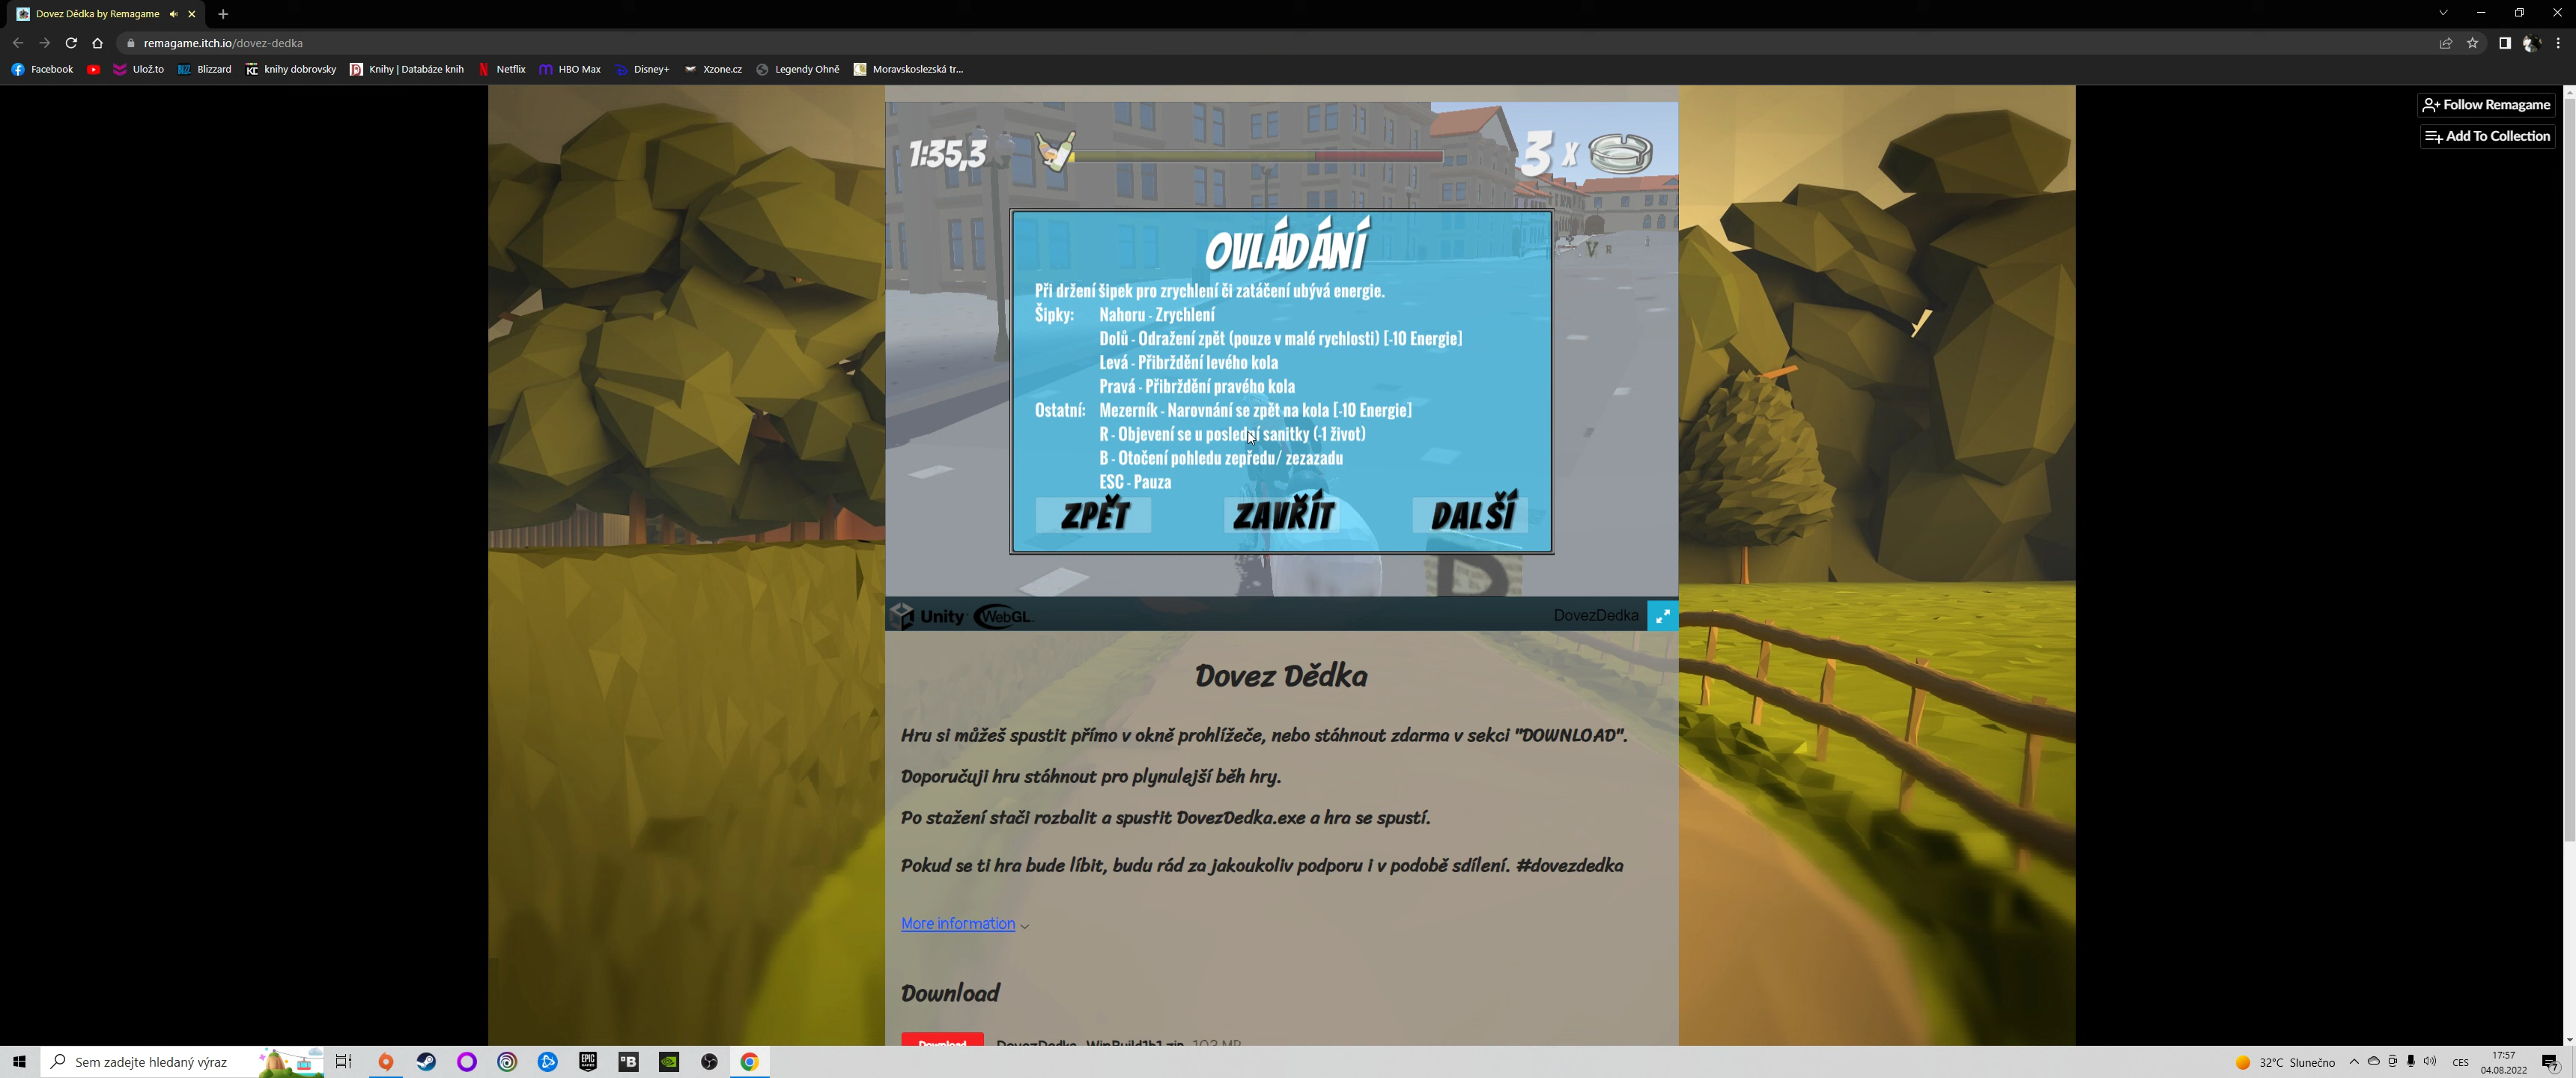 Dovez Dědka by Remagame
remagame.itch.io/dovez-dedka
Facebook Ulož.to Blizzard knihy dobrovsky Knihy | Databáze knih Netflix HBO Max Disney+ Xzone.cz Legendy Ohně Moravskoslezská tr...
Follow Remagame
Add To Collection
1:35,3
3 x
OVLÁDÁNÍ
Při držení šipek pro zrychlení či zatáčení ubývá energie.
Šipky: Nahoru - Zrychlení
Dolů - Odražení zpět (pouze v malé rychlosti) [-10 Energie]
Levá - Přibrždění levého kola
Pravá - Přibrždění pravého kola
Ostatní: Mezerník - Narovnání se zpět na kola [-10 Energie]
R - Objevení se u poslední sanitky (-1 život)
B - Otočení pohledu zepředu/ zezazadu
ESC - Pauza
ZPĚT ZAVŘÍT DALŠÍ
Unity WebGL DovezDedka
Dovez Dědka
Hru si můžeš spustit přímo v okně prohlížeče, nebo stáhnout zdarma v sekci "DOWNLOAD".
Doporučuji hru stáhnout pro plynulejší běh hry.
Po stažení stačí rozbalit a spustit DovezDedka.exe a hra se spustí.
Pokud se ti hra bude líbit, budu rád za jakoukoliv podporu i v podobě sdílení. #dovezdedka
More information
Download
Download DovezDedka_WinBuild1b1.zip 102 MB
Sem zadejte hledaný výraz
32°C Slunečno CES 17:57
04.08.2022
7